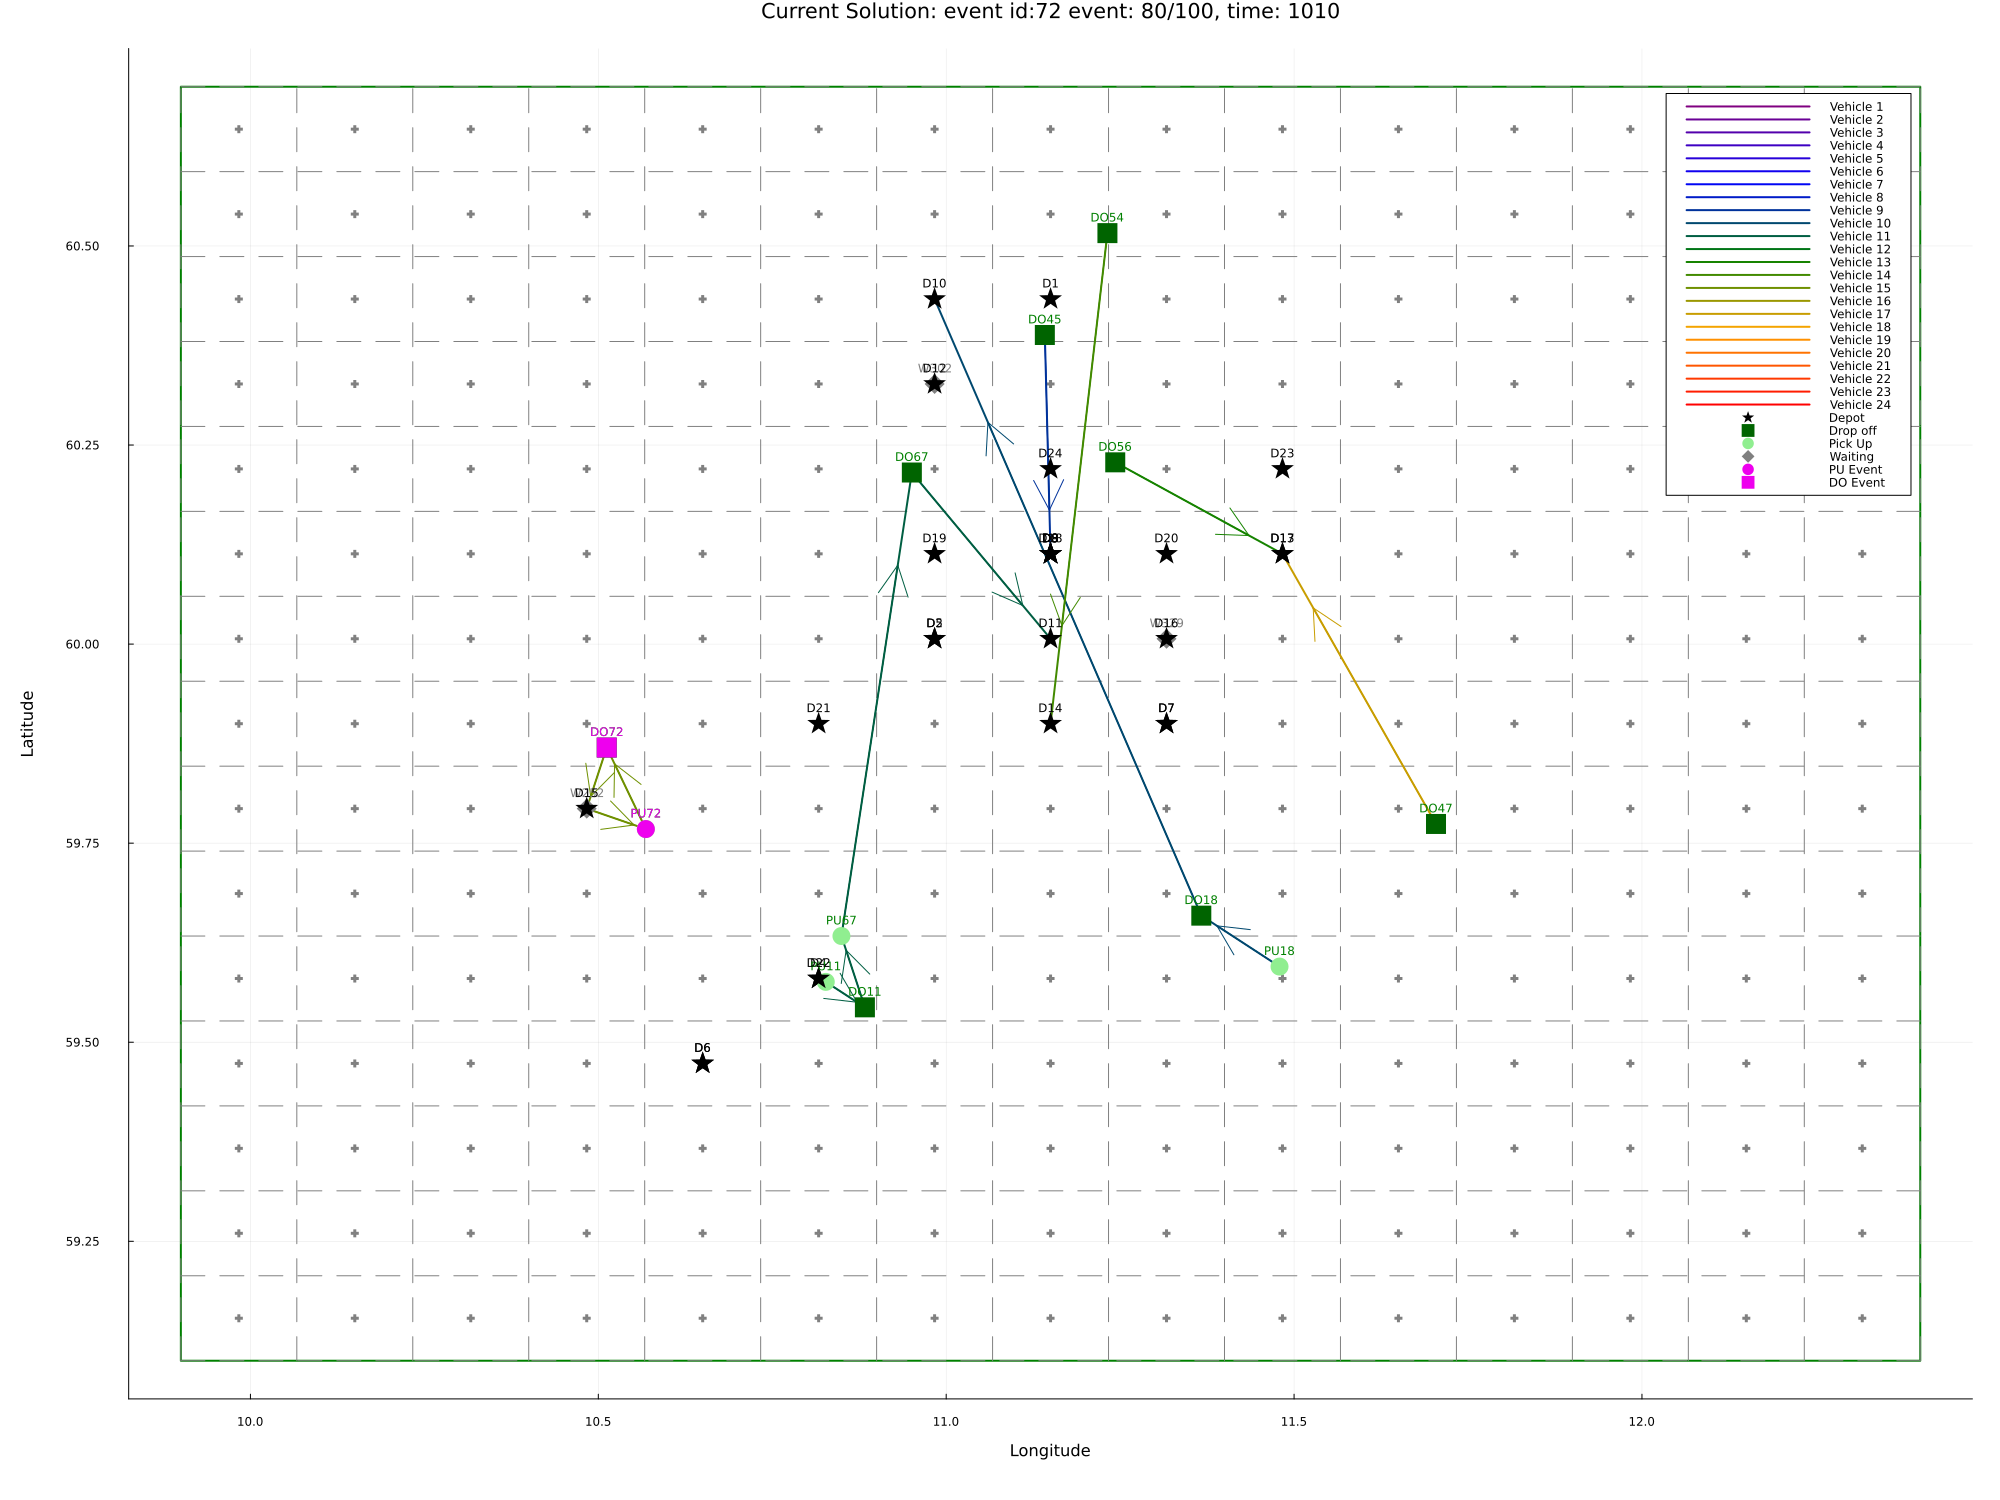 Current Solution: event id:72 event: 80/100, time: 1010
Vehicle 1
Vehicle 2
Vehicle 3
Vehicle 4
Vehicle 5
Vehicle 6
Vehicle 7
Vehicle 8
Vehicle 9
Vehicle 10
Vehicle 11
Vehicle 12
Vehicle 13
Vehicle 14
Vehicle 15
Vehicle 16
Vehicle 17
Vehicle 18
Vehicle 19
Vehicle 20
Vehicle 21
Vehicle 22
Vehicle 23
Vehicle 24
Depot
Drop off
Pick Up
Waiting
PU Event
DO Event
DO54
60.50
D10
D1
DO45
D12
60.25
DO67
D24
DO56
D23
D19
D20
60.00
D11
D16
D21
D14
D7
DO72
D15
PU72
DO47
59.75
DO18
PU67
PU18
DO11
59.50
D6
59.25
10.0
10.5
11.0
11.5
12.0
Longitude
Latitude